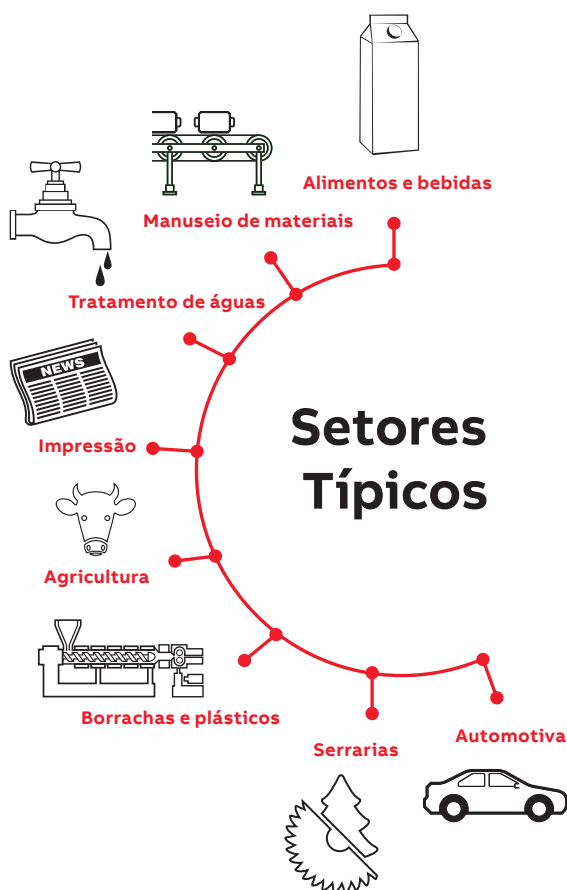 Alimentos e bebidas
Manuseio de materiais
Tratamento de águas
NEWS
Impressão
Setores
Típicos
Agricultura
Borrachas e plásticos
Serrarias
Automotiva